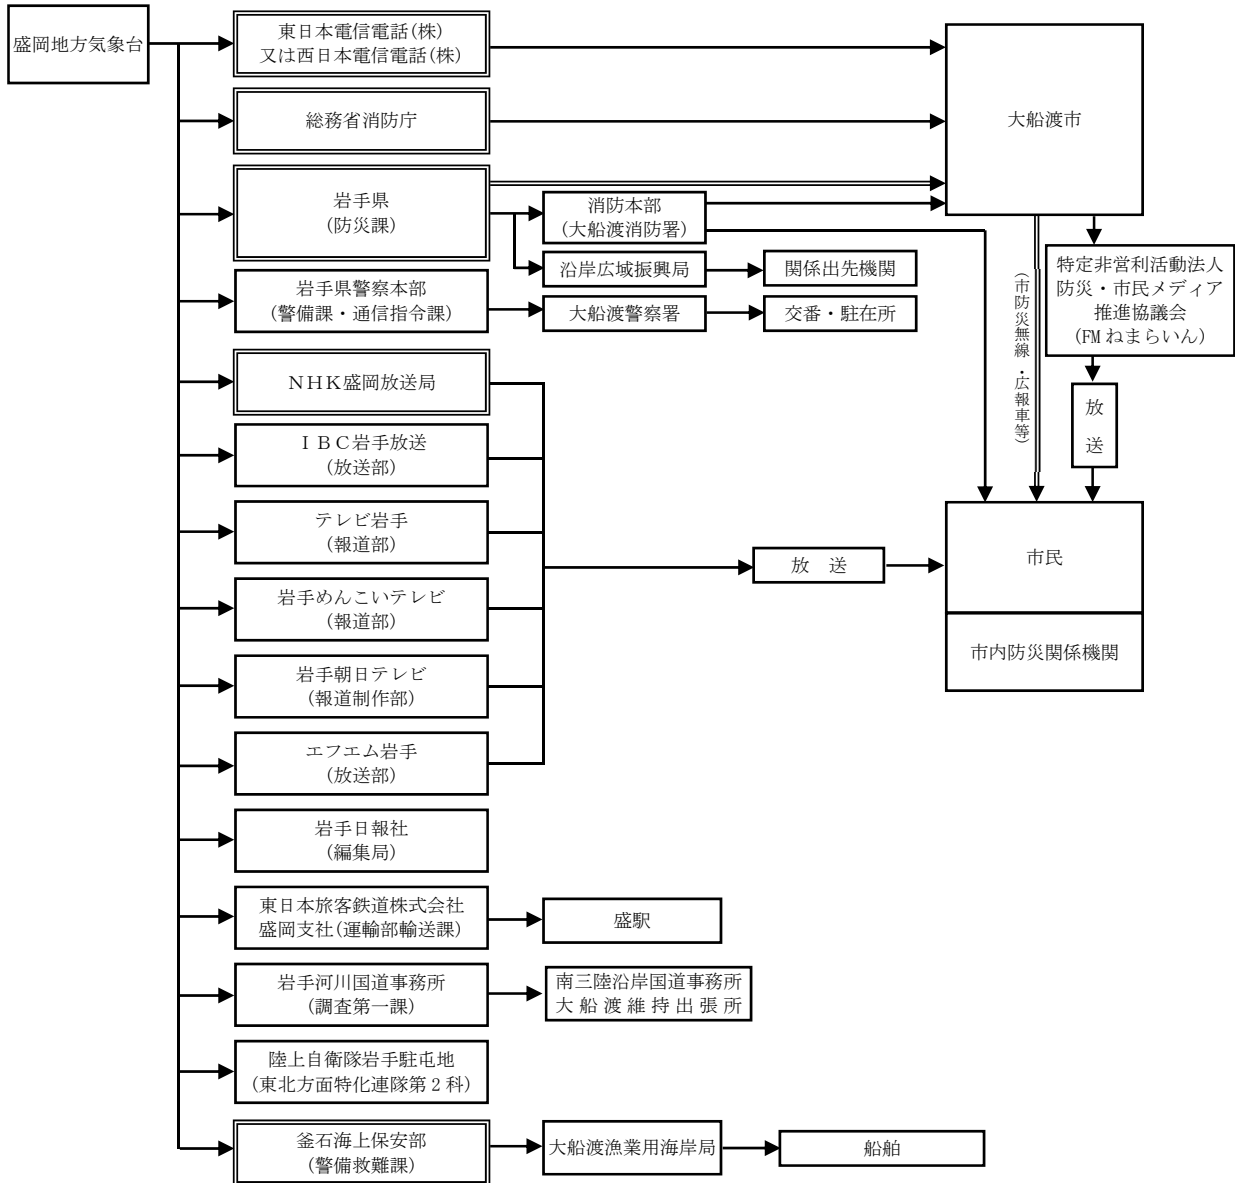 盛岡地方気象台
東日本電信電話(株)
又は西日本電信電話(株)
総務省消防庁
大船渡市
岩手県
(防災課)
消防本部
(大船渡消防署)
沿岸広域振興局
関係出先機関
特定非営利活動法人
防災・市民メディア
推進協議会
(FMねまらいん)
岩手県警察本部
(警備課・通信指令課)
大船渡警察署
交番・駐在所
(市防災無線・広報車等)
放送
NHK盛岡放送局
IBC岩手放送
(放送部)
テレビ岩手
(報道部)
放 送
市民
岩手めんこいテレビ
(報道部)
市内防災関係機関
岩手朝日テレビ
(報道制作部)
エフエム岩手
(放送部)
岩手日報社
(編集局)
東日本旅客鉄道株式会社
盛岡支社(運輸部輸送課)
盛駅
岩手河川国道事務所
(調査第一課)
南三陸沿岸国道事務所
大船渡維持出張所
陸上自衛隊岩手駐屯地
(東北方面特化連隊第2科)
釜石海上保安部
(警備救難課)
大船渡漁業用海岸局
船舶